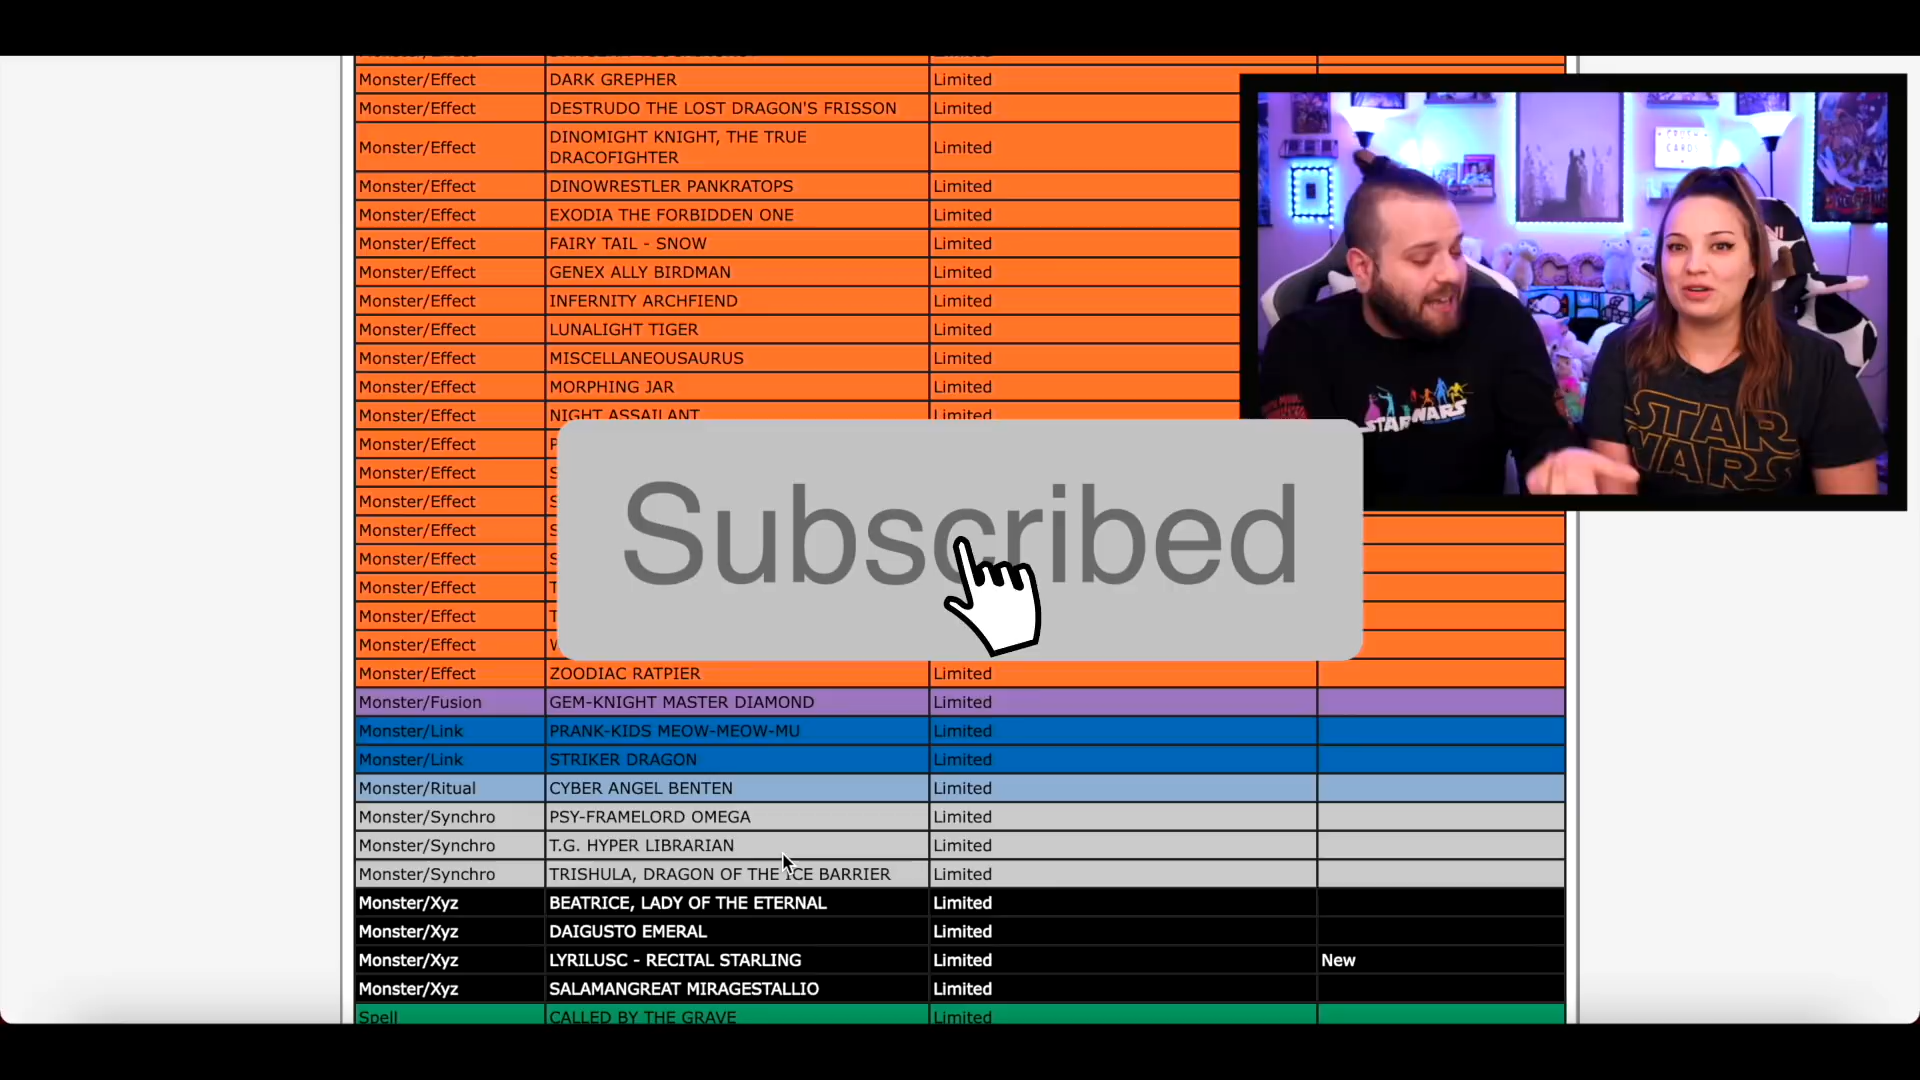 Monster/Effect DARK GREPHER Limited
Monster/Effect DESTRUDO THE LOST DRAGON'S FRISSON Limited
Monster/Effect DINOMIGHT KNIGHT, THE TRUE DRACOFIGHTER Limited
Monster/Effect DINOWRESTLER PANKRATOPS Limited
Monster/Effect EXODIA THE FORBIDDEN ONE Limited
Monster/Effect FAIRY TAIL - SNOW Limited
Monster/Effect GENEX ALLY BIRDMAN Limited
Monster/Effect INFERNITY ARCHFIEND Limited
Monster/Effect LUNALIGHT TIGER Limited
Monster/Effect MISCELLANEOUSAURUS Limited
Monster/Effect MORPHING JAR Limited
Monster/Effect NIGHT ASSAILANT Limited
Monster/Effect P
Monster/Effect S
Monster/Effect S
Monster/Effect S
Monster/Effect S
Monster/Effect T
Monster/Effect T
Monster/Effect W
Monster/Effect ZOODIAC RATPIER Limited
Monster/Fusion GEM-KNIGHT MASTER DIAMOND Limited
Monster/Link PRANK-KIDS MEOW-MEOW-MU Limited
Monster/Link STRIKER DRAGON Limited
Monster/Ritual CYBER ANGEL BENTEN Limited
Monster/Synchro PSY-FRAMELORD OMEGA Limited
Monster/Synchro T.G. HYPER LIBRARIAN Limited
Monster/Synchro TRISHULA, DRAGON OF THE ICE BARRIER Limited
Monster/Xyz BEATRICE, LADY OF THE ETERNAL Limited
Monster/Xyz DAIGUSTO EMERAL Limited
Monster/Xyz LYRILUSC - RECITAL STARLING Limited New
Monster/Xyz SALAMANGREAT MIRAGESTALLIO Limited
Spell CALLED BY THE GRAVE Limited
Subscribed
CRUSH
CARDS
STAR WARS
STAR
WARS